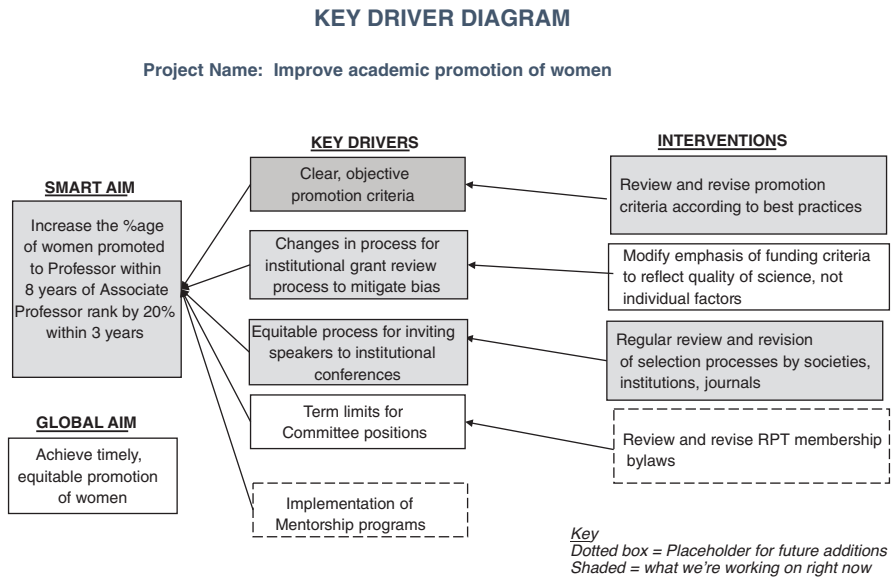 KEY DRIVER DIAGRAM
Project Name: Improve academic promotion of women
SMART AIM
Increase the %age
of women promoted
to Professor within
8 years of Associate
Professor rank by 20%
within 3 years
GLOBAL AIM
Achieve timely,
equitable promotion
of women
KEY DRIVERS
Clear, objective
promotion criteria
Changes in process for
institutional grant review
process to mitigate bias
Equitable process for inviting
speakers to institutional
conferences
Term limits for
Committee positions
Implementation of
Mentorship programs
INTERVENTIONS
Review and revise promotion
criteria according to best practices
Modify emphasis of funding criteria
to reflect quality of science, not
individual factors
Regular review and revision
of selection processes by societies,
institutions, journals
Review and revise RPT membership
bylaws
Key
Dotted box = Placeholder for future additions
Shaded = what we're working on right now